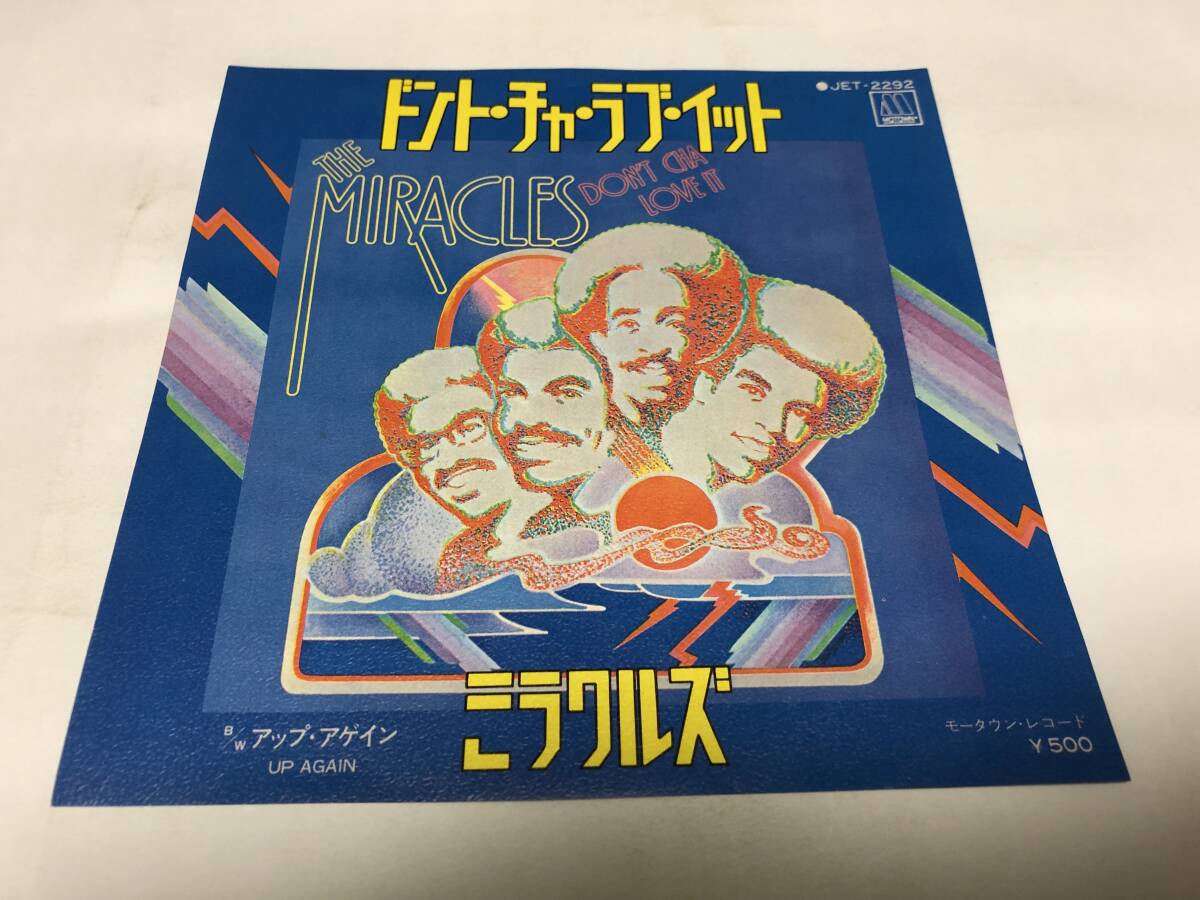 ドント・チャ・ラブ・イット
●JET-2292
MOTOWN
THE
MIRACLES
DON'T CHA
LOVE IT
ミラクルズ
B/W アップ・アゲイン
UP AGAIN
モータウン・レコード
¥500